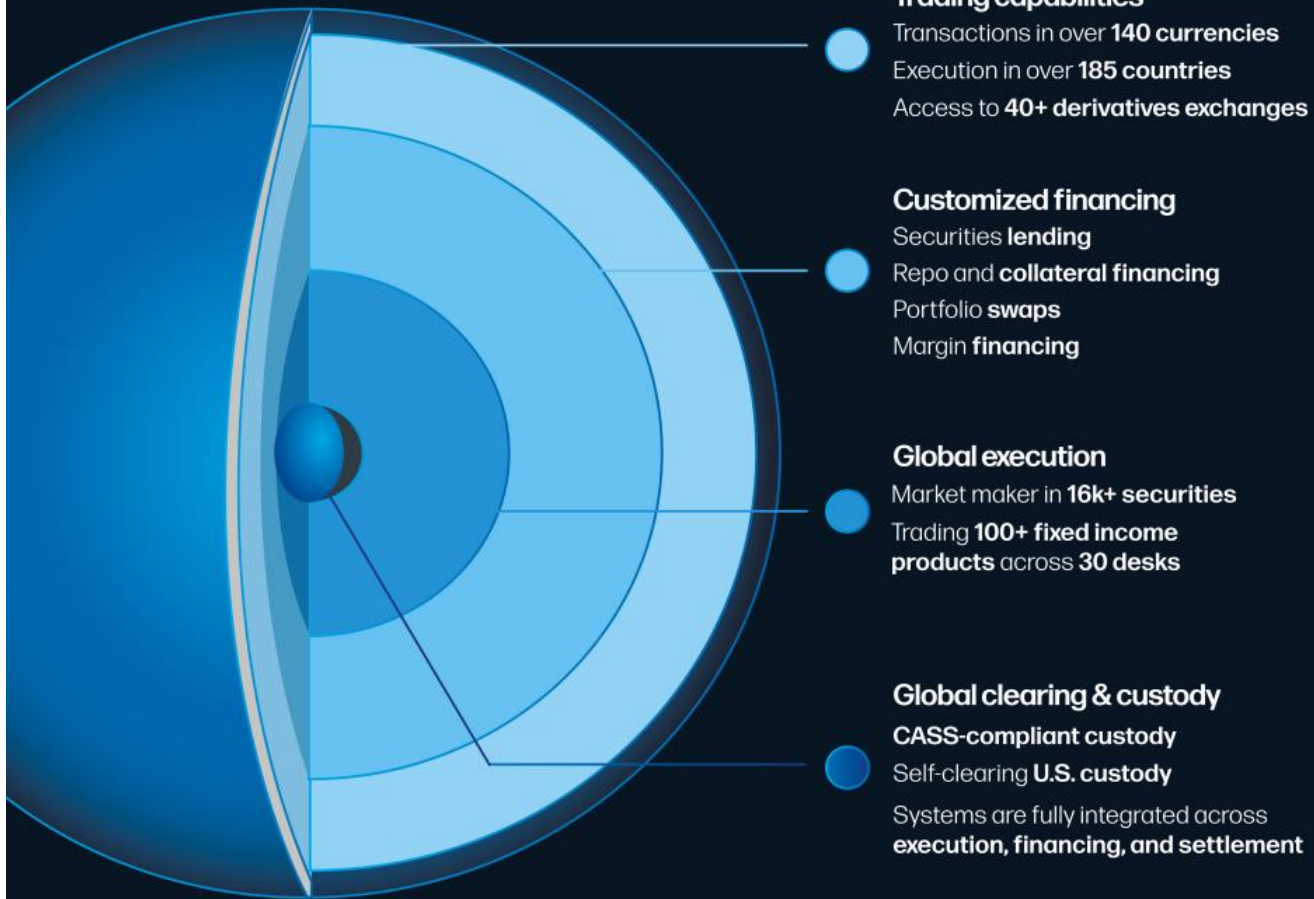 Trading capabilities
Transactions in over 140 currencies
Execution in over 185 countries
Access to 40+ derivatives exchanges
Customized financing
Securities lending
Repo and collateral financing
Portfolio swaps
Margin financing
Global execution
Market maker in 16k+ securities
Trading 100+ fixed income
products across 30 desks
Global clearing & custody
CASS-compliant custody
Self-clearing U.S. custody
Systems are fully integrated across
execution, financing, and settlement